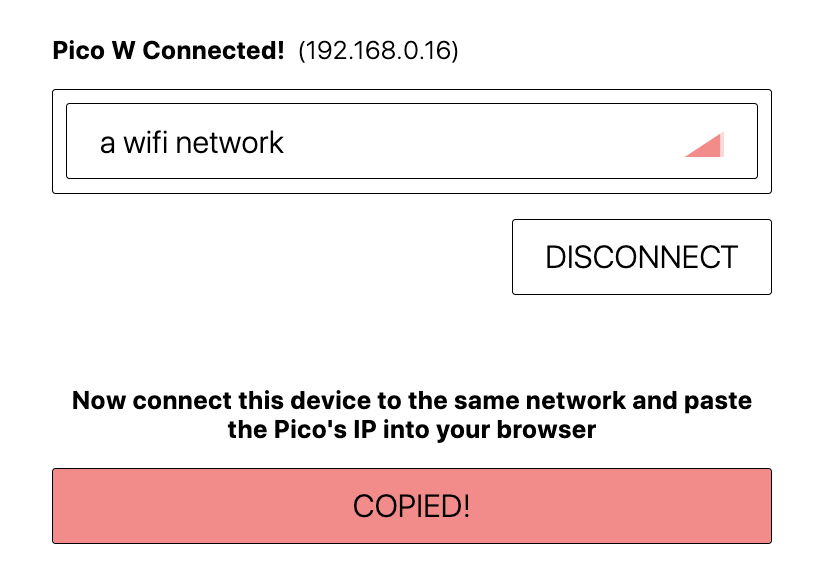 Pico W Connected! (192.168.0.16)
a wifi network
DISCONNECT
Now connect this device to the same network and paste
the Pico's IP into your browser
COPIED!